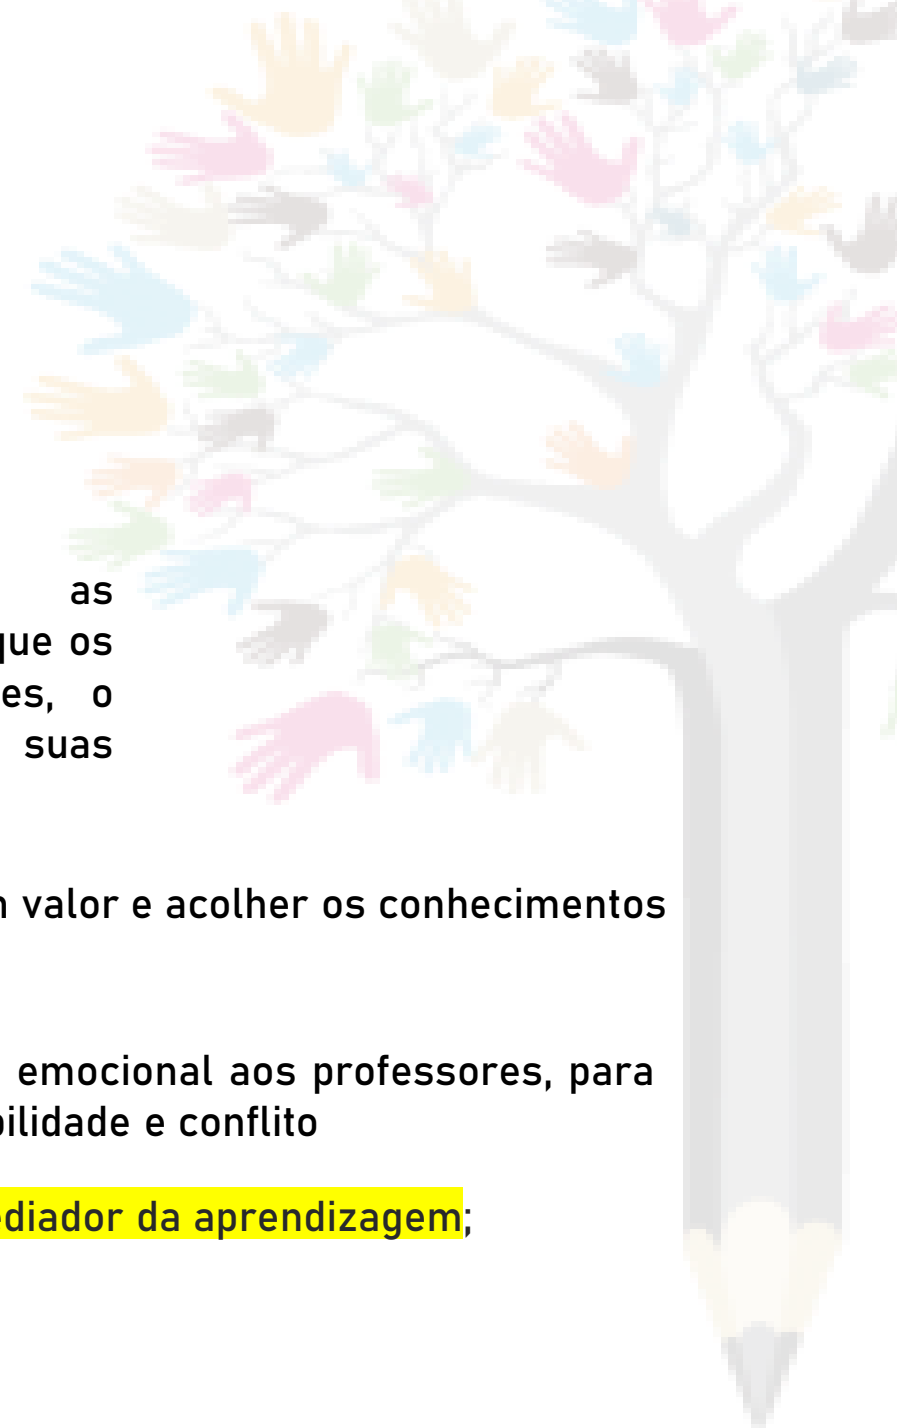 as
que os
es, o
suas
valor e acolher os conhecimentos
emocional aos professores, para
bilidade e conflito
ediador da aprendizagem;